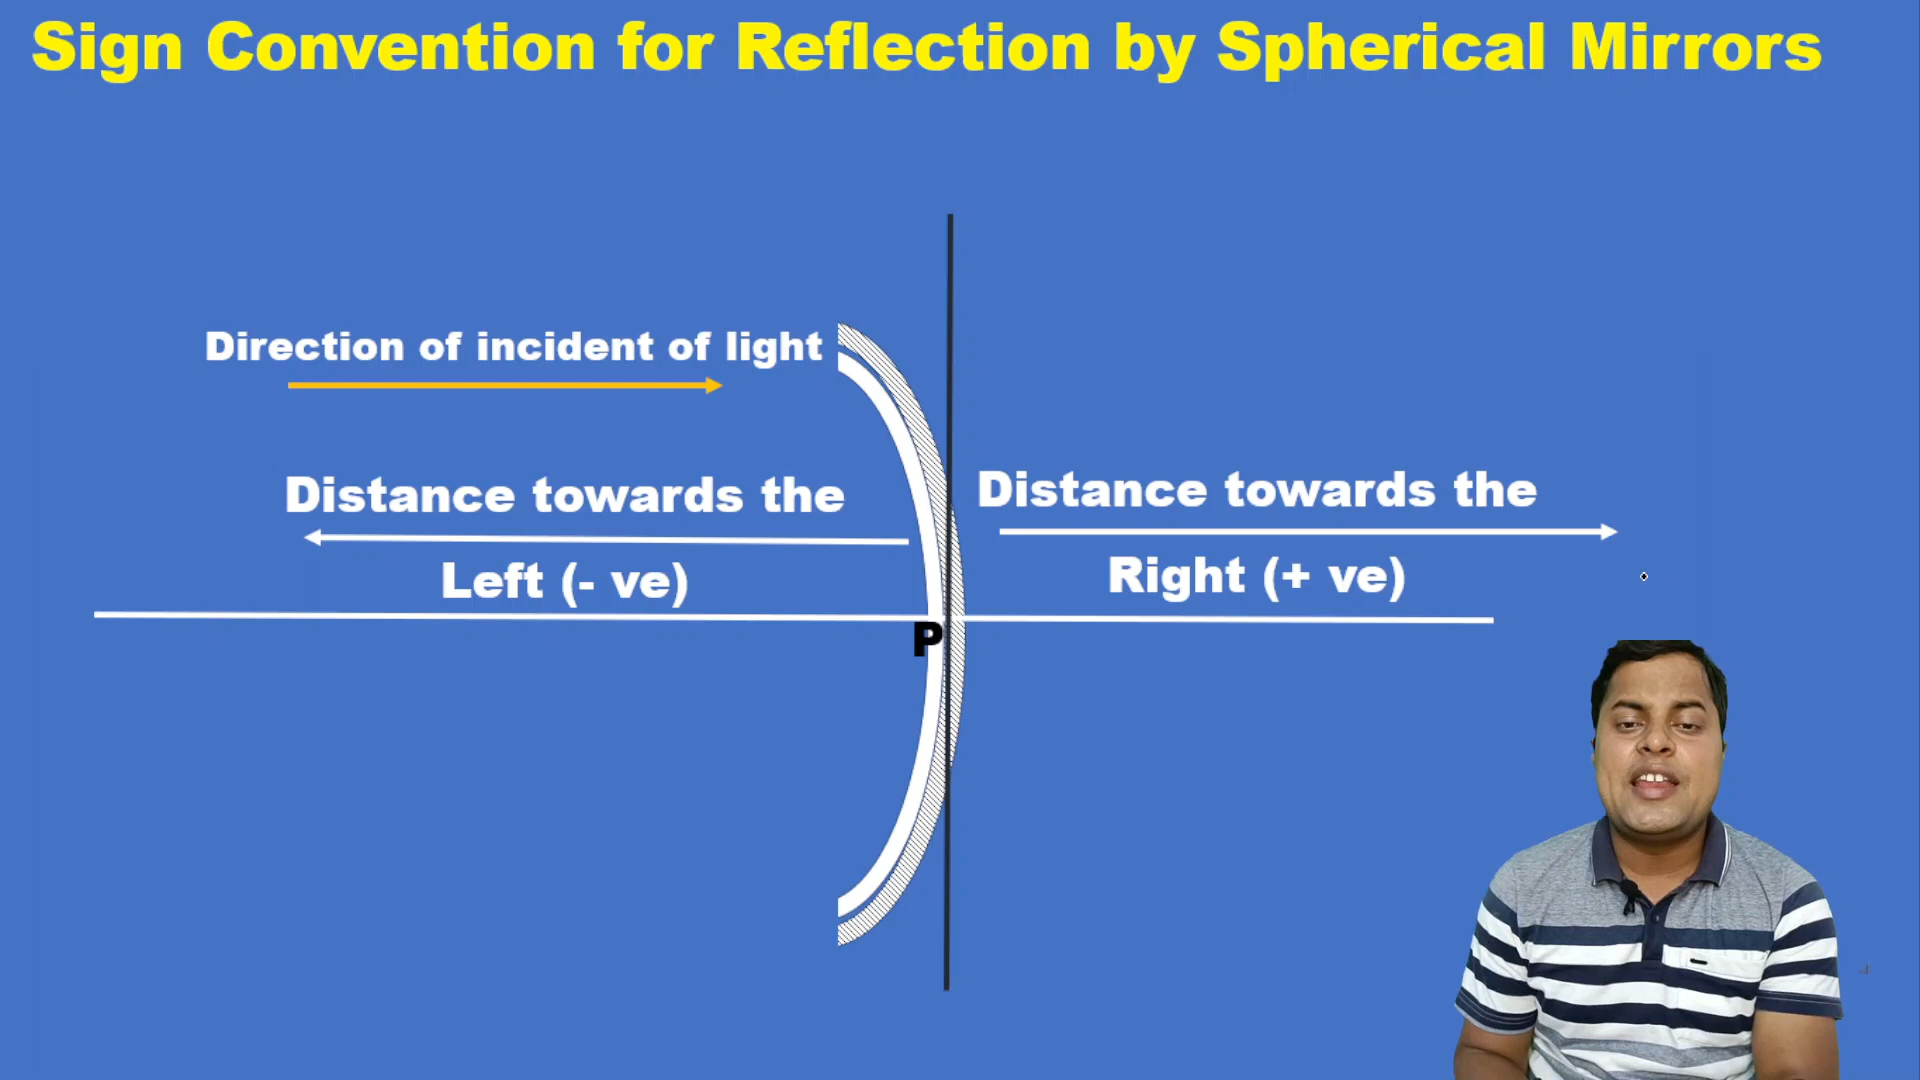 Sign Convention for Reflection by Spherical Mirrors
Direction of incident of light
Distance towards the
Left (- ve)
Distance towards the
Right (+ ve)
P